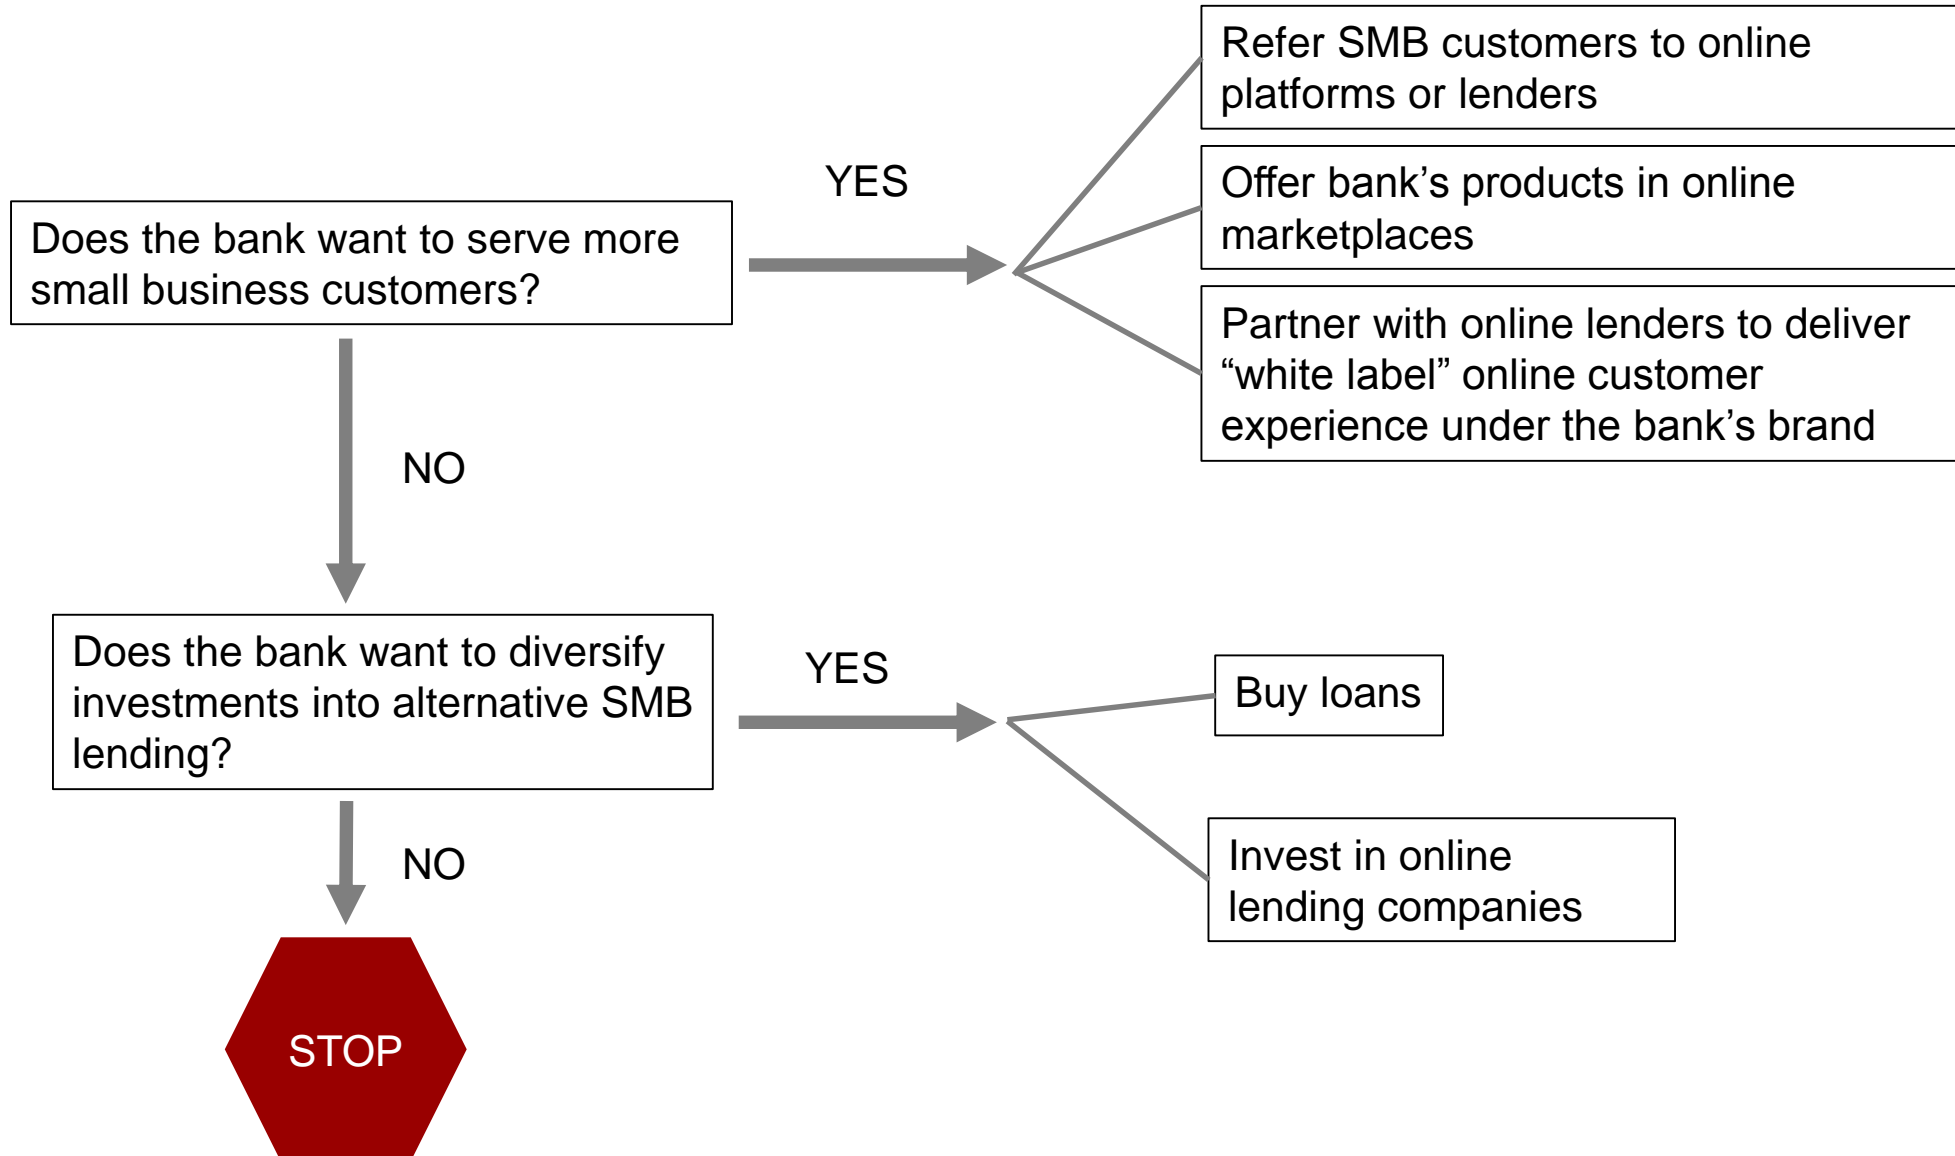 Does the bank want to serve more
small business customers?
YES
Refer SMB customers to online
platforms or lenders
Offer bank’s products in online
marketplaces
Partner with online lenders to deliver
“white label” online customer
experience under the bank’s brand
NO
Does the bank want to diversify
investments into alternative SMB
lending?
YES
Buy loans
Invest in online
lending companies
NO
STOP